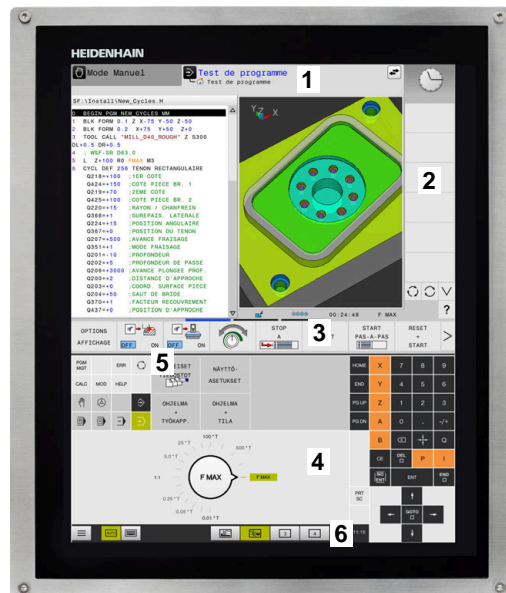 HEIDENHAIN
Mode Manuel
Test de programme
Test de programme
1
SF:\Install\New_Cycles.H
0 BEGIN PGM NEW_CYCLES MM
1 BLK FORM 0.1 Z X-75 Y-50 Z-50
2 BLK FORM 0.2 X+75 Y+50 Z+0
3 TOOL CALL "MILL_D40_ROUGH" Z S300
DL+0.5 DR+0.5
4 ; WSF-SR D63.0
5 L Z+100 R0 FMAX M3
6 CYCL DEF 256 TENON RECTANGULAIRE
Q218=+100 ;1ER COTE
Q424=+150 ;COTE PIECE BR. 1
Q219=+70 ;2EME COTE
Q425=+100 ;COTE PIECE BR. 2
Q220=+15 ;RAYON / CHANFREIN
Q368=+1 ;SUREPAIS. LATERALE
Q224=+15 ;POSITION ANGULAIRE
Q367=+0 ;POSITION DU TENON
Q207=+500 ;AVANCE FRAISAGE
Q351=+1 ;MODE FRAISAGE
Q201=-10 ;PROFONDEUR
Q202=+5 ;PROFONDEUR DE PASSE
Q206=+3000 ;AVANCE PLONGEE PROF.
Q200=+2 ;DISTANCE D'APPROCHE
Q203=+0 ;COORD. SURFACE PIECE
Q204=+50 ;SAUT DE BRIDE
Q370=+1 ;FACTEUR RECOUVREMENT
Q437=+0 ;POSITION D'APPROCHE
Y Z X
2
00:24:48 F MAX
?
OPTIONS
AFFICHAGE
OFF ON
OFF ON
STOP
A
3
START
PAS-A-PAS
RESET
+
START
5
PGM
MGT
ERR
CALC MOD HELP
NÄYTTÖ-
ASETUKSET
OHJELMA
+
TYÖKAPP.
OHJELMA
+
TILA
HOME X 7 8 9
END Y 4 5 6
PG UP Z 1 2 3
PG DN A 0 . -/+
B Q
CE DEL P I
NO
ENT ENT END
PRT
SC
GOTO
4
100*T
25*T
5.0*T
1:1
F MAX
F MAX
0.25*T
0.05*T
0.01*T
3 4
6
11:15